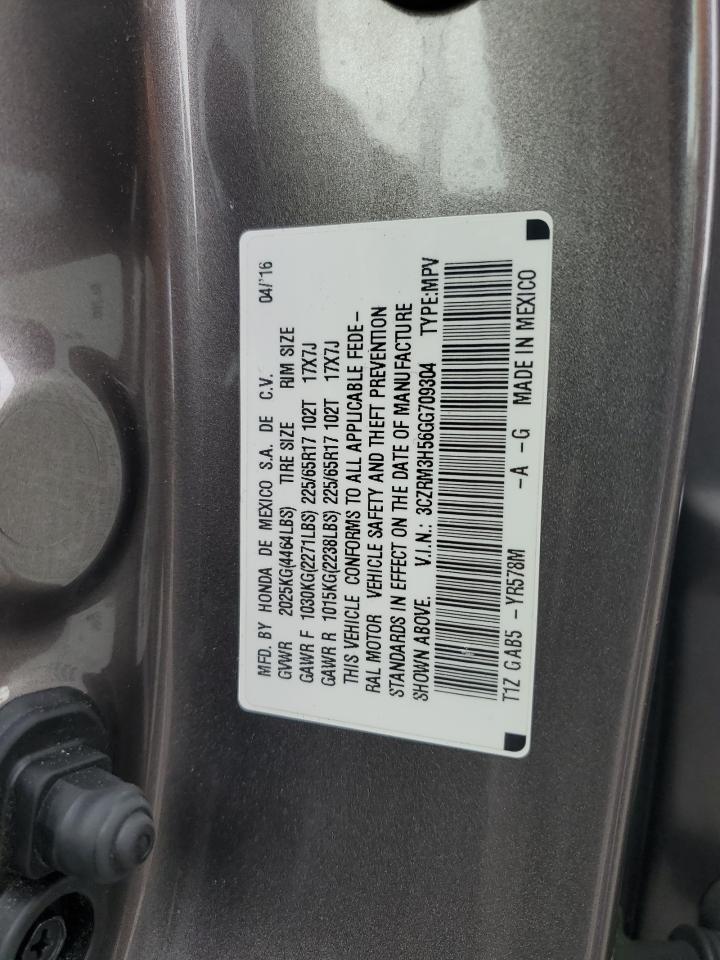 MFD. BY HONDA DE MEXICO S.A. DE C.V. 04/'16
GVWR 2025KG(4464LBS) TIRE SIZE RIM SIZE
GAWR F 1030KG(2271LBS) 225/65R17 102T 17X7J
GAWR R 1015KG(2238LBS) 225/65R17 102T 17X7J
THIS VEHICLE CONFORMS TO ALL APPLICABLE FEDE-
RAL MOTOR VEHICLE SAFETY AND THEFT PREVENTION
STANDARDS IN EFFECT ON THE DATE OF MANUFACTURE
SHOWN ABOVE. V.I.N.: 3CZRM3H56GG709304 TYPE:MPV
T1Z G AB5 - YR578M -A -G MADE IN MEXICO